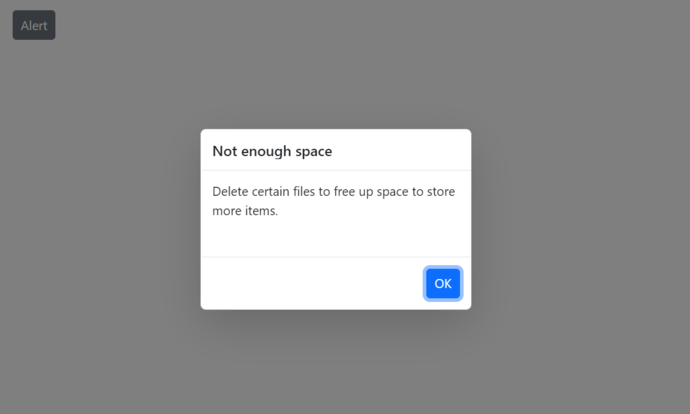 Alert
Not enough space
Delete certain files to free up space to store
more items.
OK